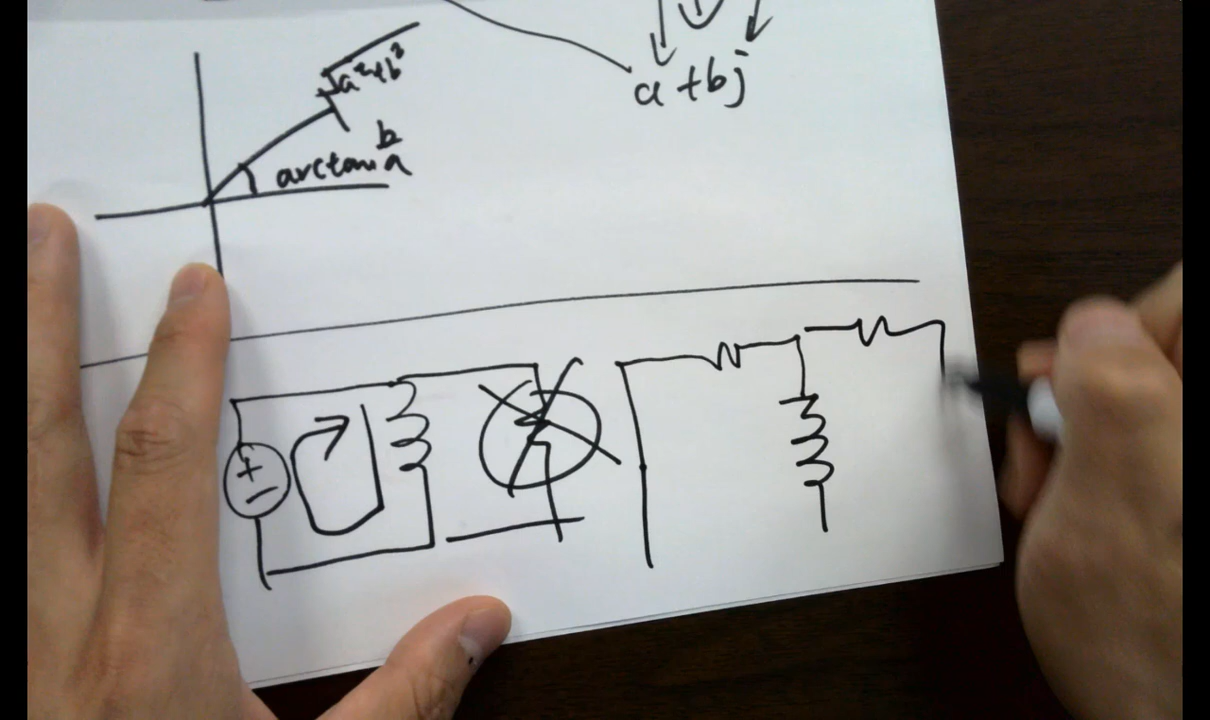 √a²+b²
a+bj
arctan b/a
+
−